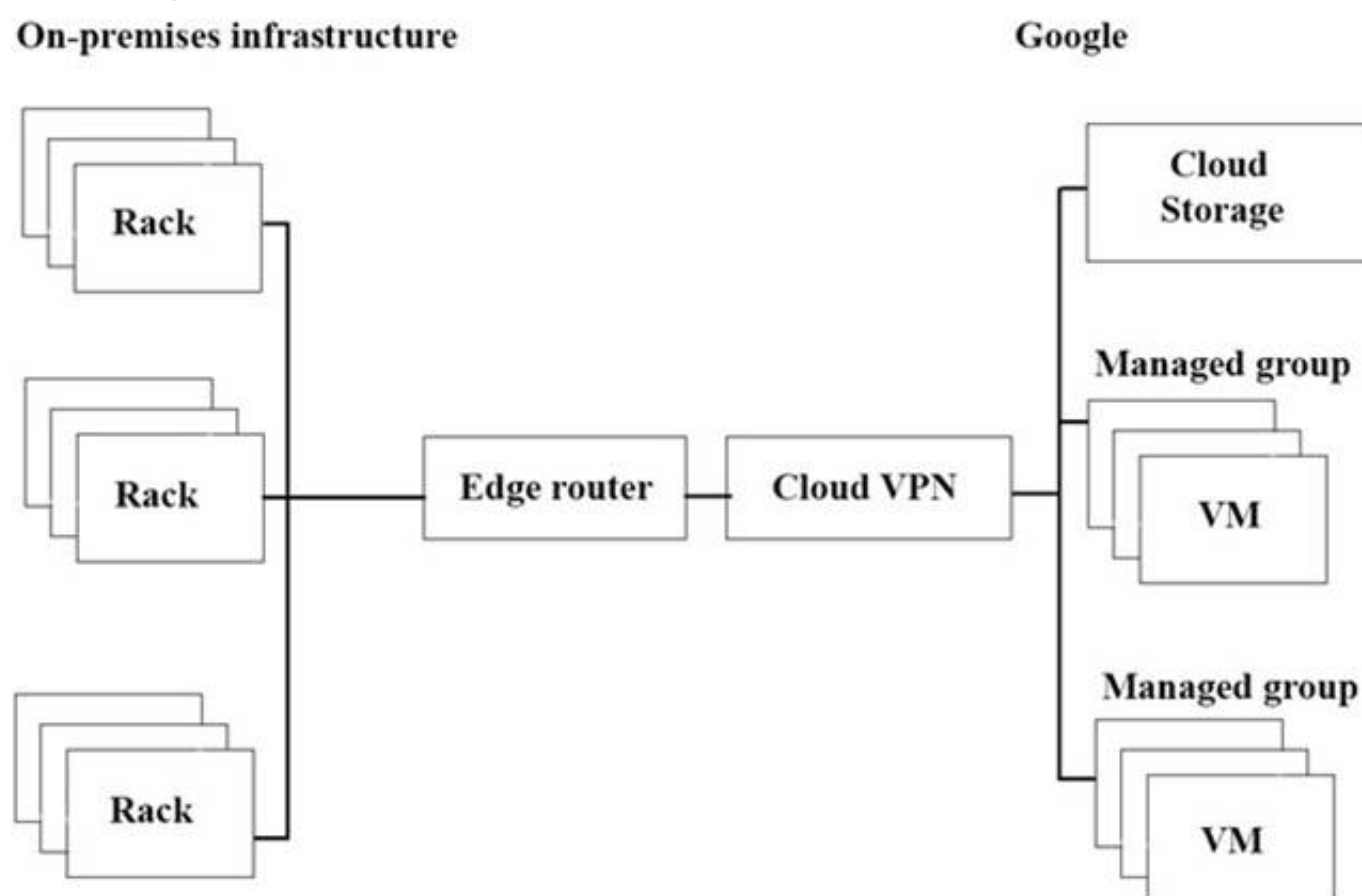 On-premises infrastructure
Google
Rack
Cloud
Storage
Managed group
Rack
Edge router
Cloud VPN
VM
Managed group
Rack
VM